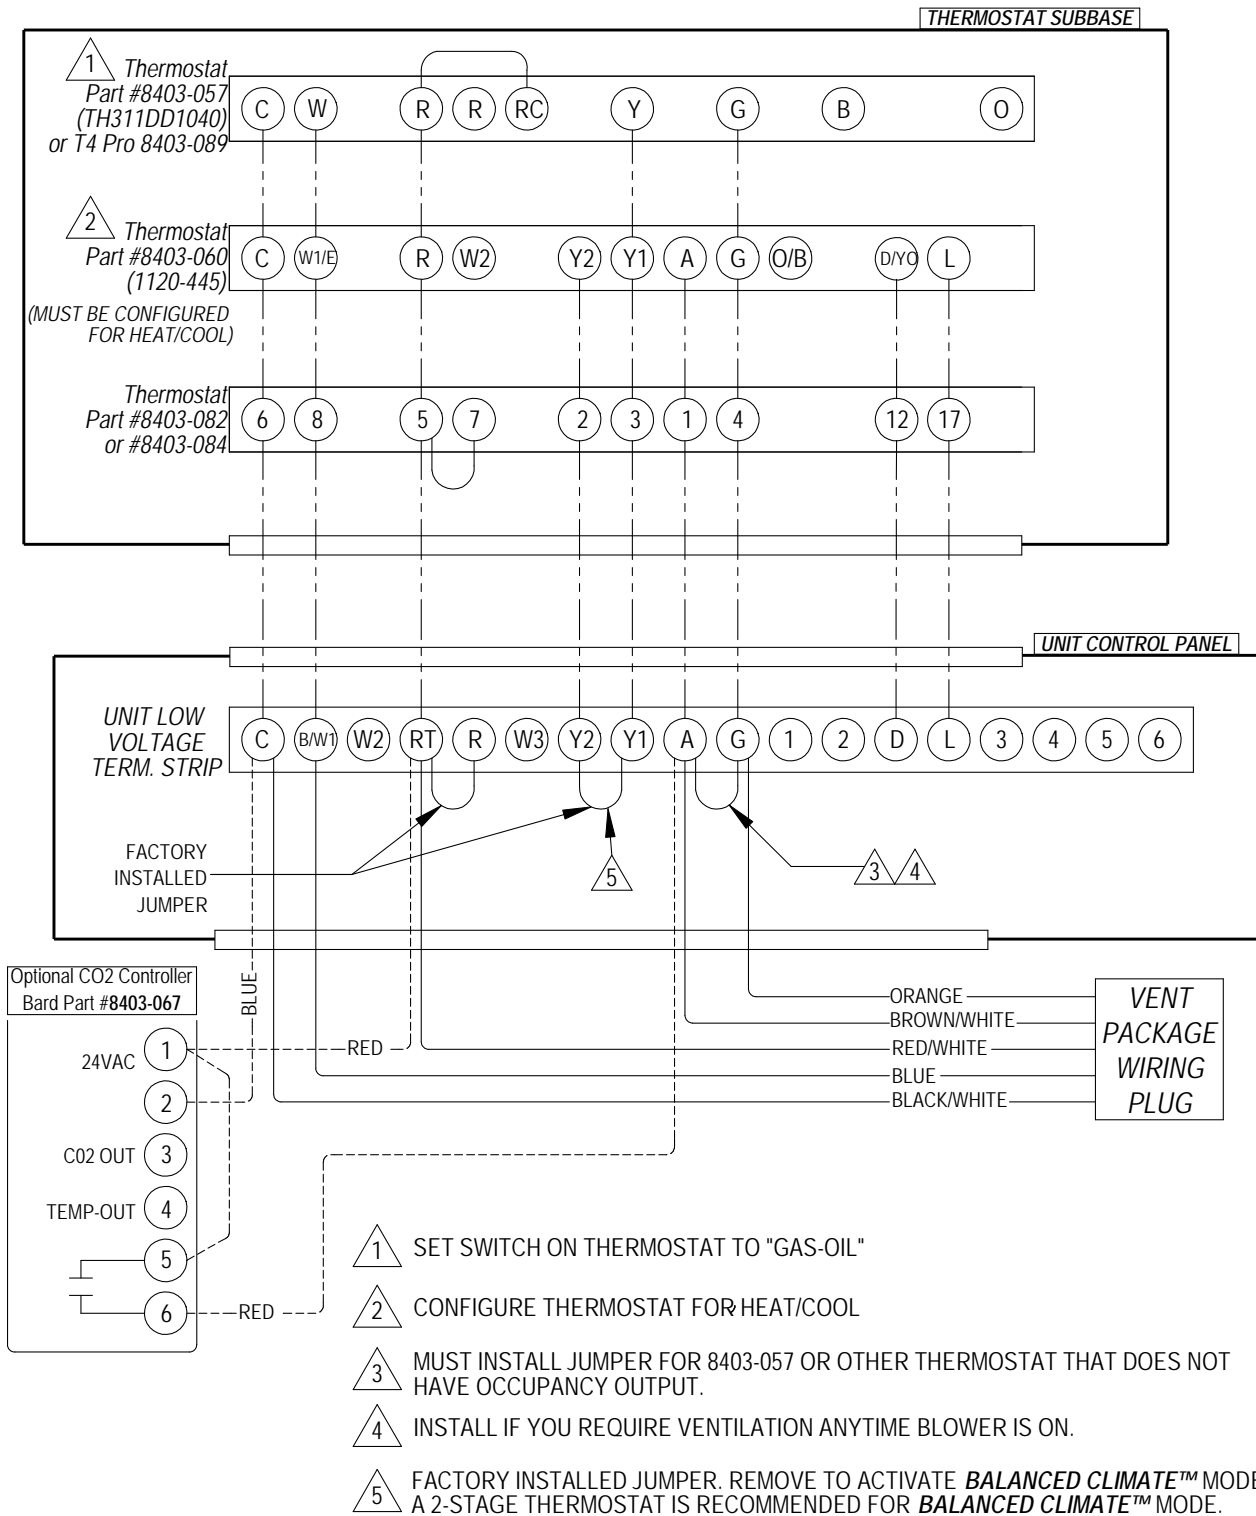 THERMOSTAT SUBBASE
1 Thermostat
Part #8403-057
(TH311DD1040)
or T4 Pro 8403-089
C W R R RC Y G B O
2 Thermostat
Part #8403-060
(1120-445)
(MUST BE CONFIGURED
FOR HEAT/COOL)
C W1/E R W2 Y2 Y1 A G O/B D/YO L
Thermostat
Part #8403-082
or #8403-084
6 8 5 7 2 3 1 4 12 17
UNIT CONTROL PANEL
UNIT LOW
VOLTAGE
TERM. STRIP
C B/W1 W2 RT R W3 Y2 Y1 A G 1 2 D L 3 4 5 6
FACTORY
INSTALLED
JUMPER
5
3 4
Optional CO2 Controller
Bard Part #8403-067
BLUE
24VAC 1
2
C02 OUT 3
TEMP-OUT 4
5
6
RED
RED
ORANGE
BROWN/WHITE
RED/WHITE
BLUE
BLACK/WHITE
VENT
PACKAGE
WIRING
PLUG
1 SET SWITCH ON THERMOSTAT TO "GAS-OIL"
2 CONFIGURE THERMOSTAT FOR HEAT/COOL
3 MUST INSTALL JUMPER FOR 8403-057 OR OTHER THERMOSTAT THAT DOES NOT
HAVE OCCUPANCY OUTPUT.
4 INSTALL IF YOU REQUIRE VENTILATION ANYTIME BLOWER IS ON.
5 FACTORY INSTALLED JUMPER. REMOVE TO ACTIVATE BALANCED CLIMATE™ MODE
A 2-STAGE THERMOSTAT IS RECOMMENDED FOR BALANCED CLIMATE™ MODE.